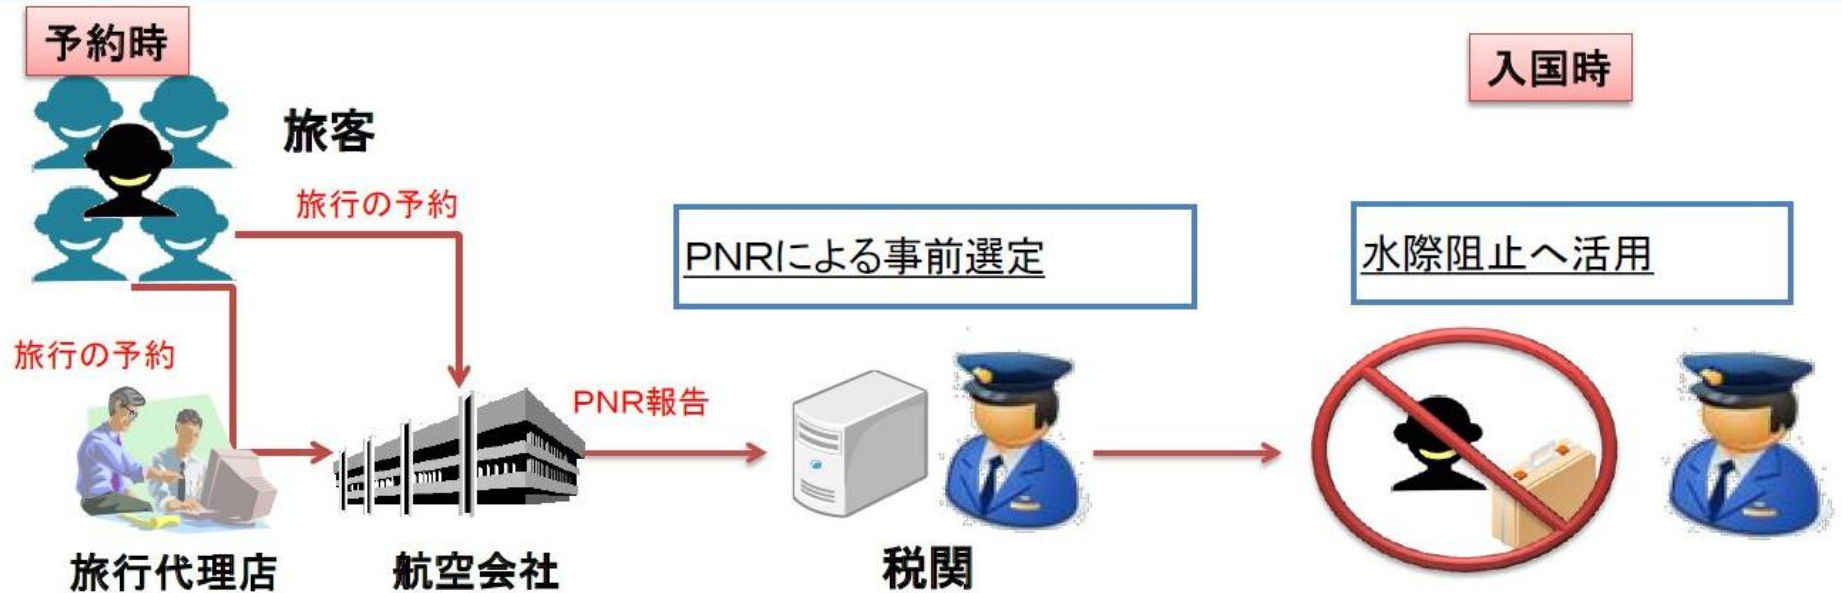 予約時
入国時
旅客
旅行の予約
PNRによる事前選定
水際阻止へ活用
旅行の予約
PNR報告
旅行代理店
航空会社
税関